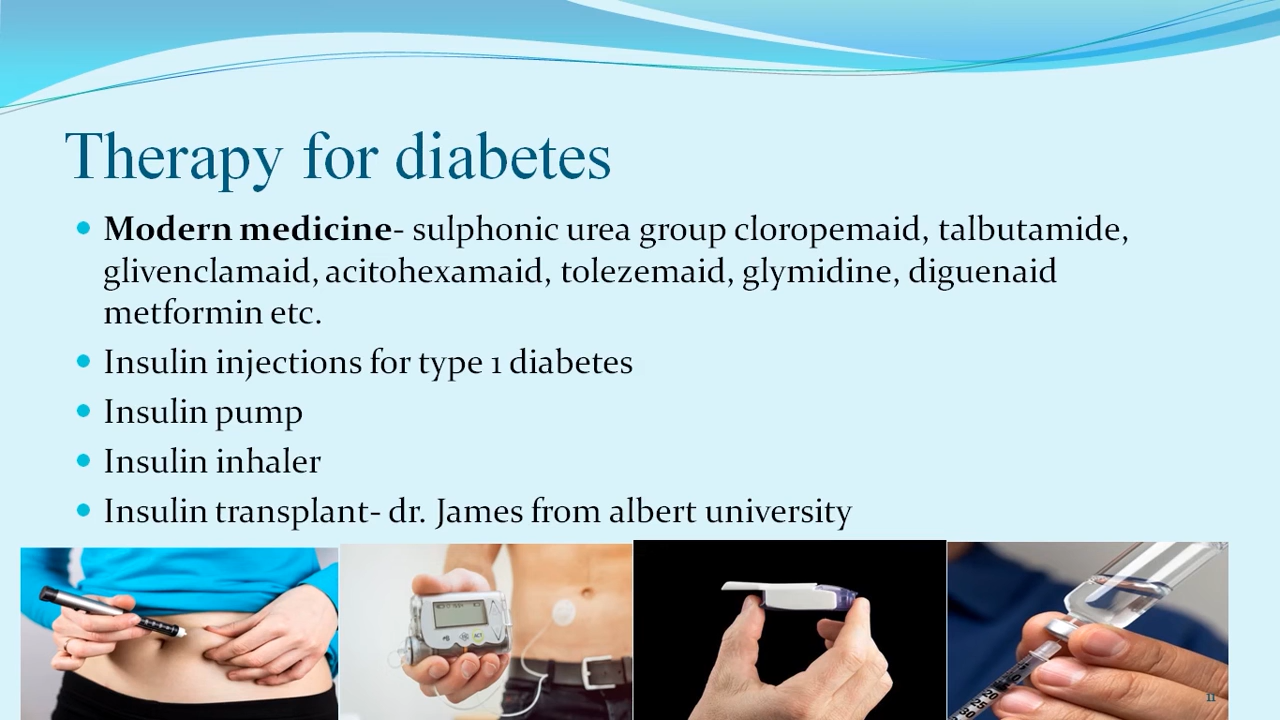 Therapy for diabetes
Modern medicine- sulphonic urea group cloropemaid, talbutamide,
glivenclamaid, acitohexamaid, tolezemaid, glymidine, diguenaid
metformin etc.
Insulin injections for type 1 diabetes
Insulin pump
Insulin inhaler
Insulin transplant- dr. James from albert university
11